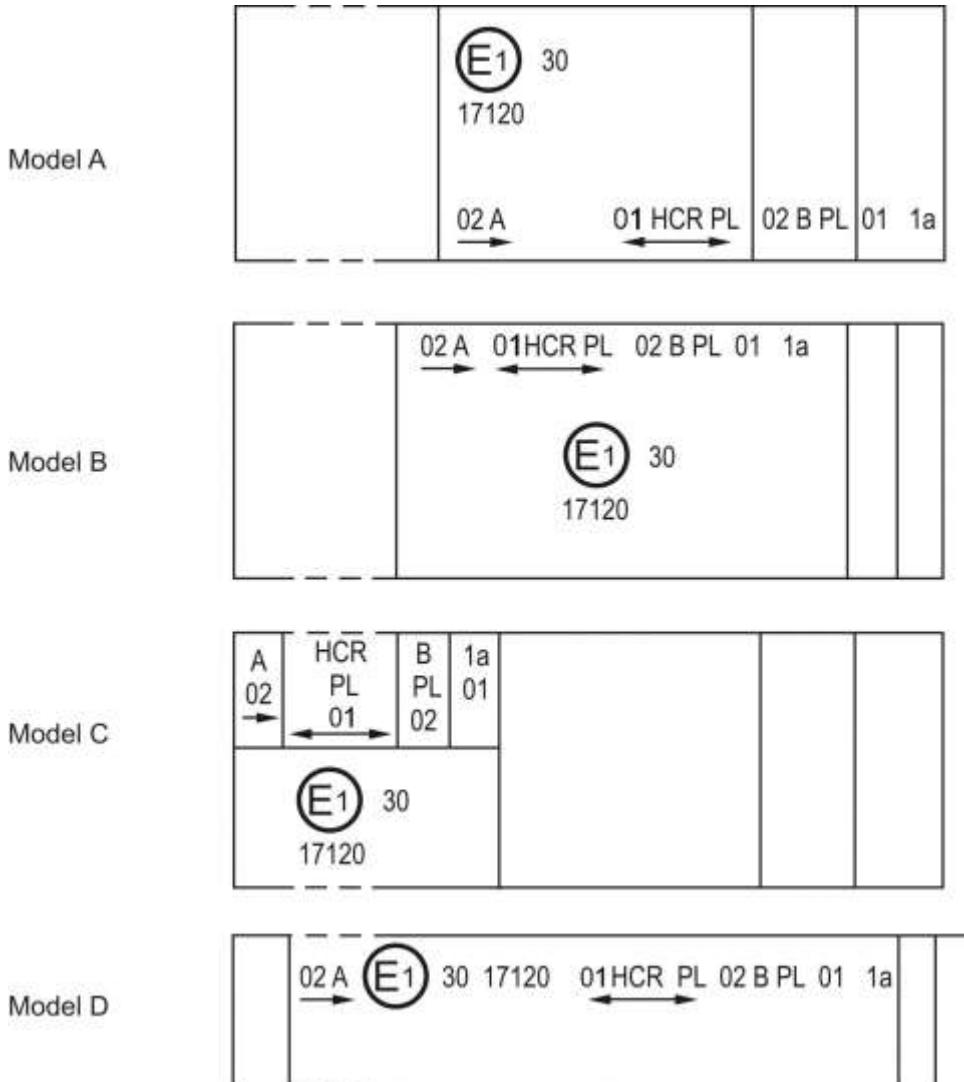 Model A
E1 30
17120
02 A 01 HCR PL 02 B PL 01 1a
Model B
02 A 01HCR PL 02 B PL 01 1a
E1 30
17120
Model C
A
02
HCR
PL
01
B
PL
02
1a
01
E1 30
17120
Model D
02 A E1 30 17120 01HCR PL 02 B PL 01 1a